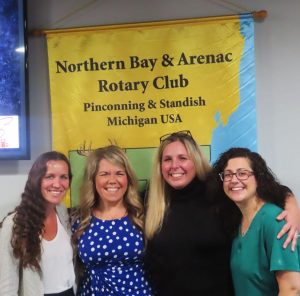 Northern Bay & Arenac
Rotary Club
Pinconning & Standish
Michigan USA